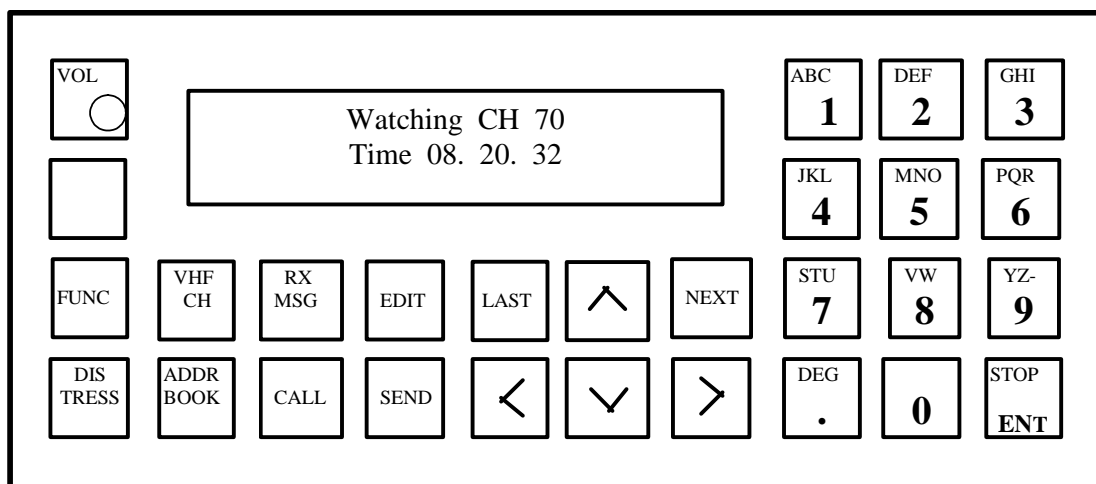 VOL
Watching CH 70
Time 08. 20. 32
ABC
1
DEF
2
GHI
3
JKL
4
MNO
5
PQR
6
FUNC
VHF
CH
RX
MSG
EDIT
LAST
NEXT
STU
7
VW
8
YZ-
9
DIS
TRESS
ADDR
BOOK
CALL
SEND
DEG
.
0
STOP
ENT